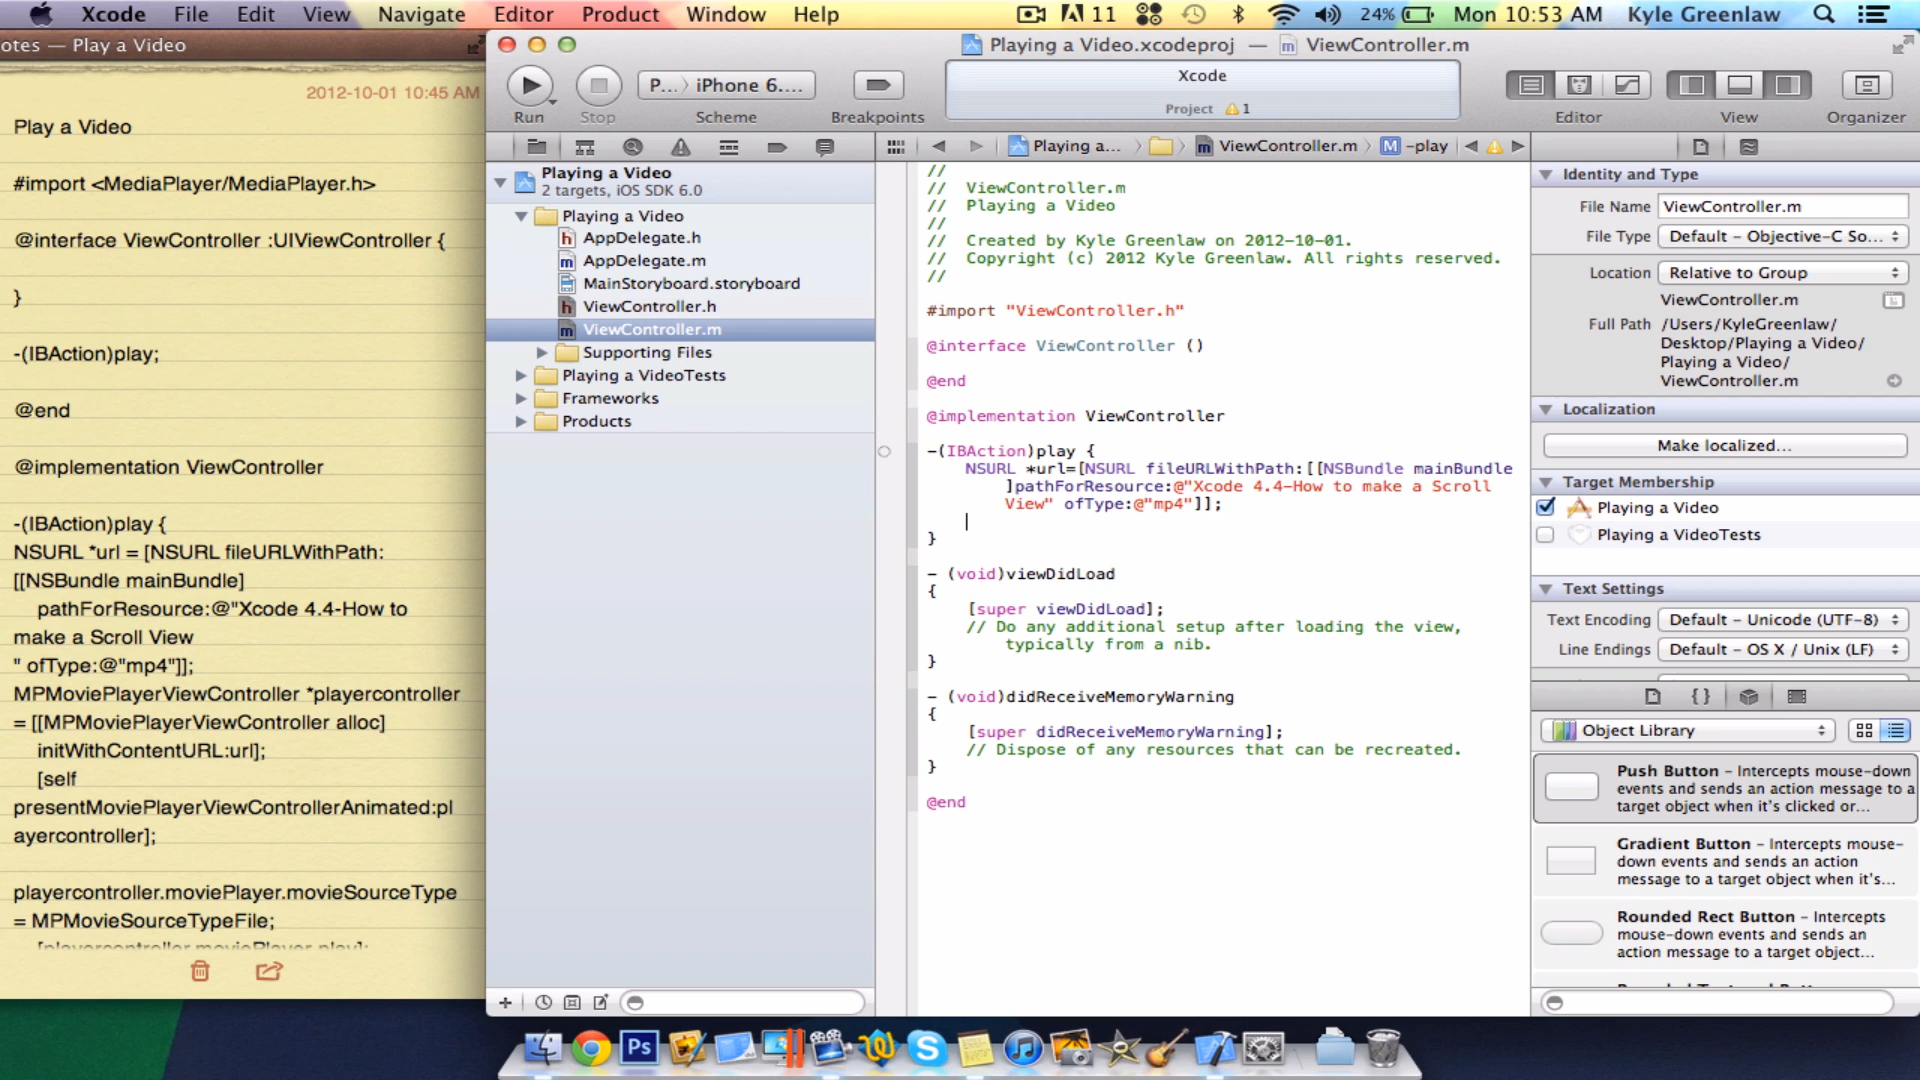 Xcode File Edit View Navigate Editor Product Window Help 11 24% Mon 10:53 AM Kyle Greenlaw
otes — Play a Video
2012-10-01 10:45 AM
Play a Video
#import <MediaPlayer/MediaPlayer.h>
@interface ViewController :UIViewController {
}
-(IBAction)play;
@end
@implementation ViewController
-(IBAction)play {
NSURL *url = [NSURL fileURLWithPath:
[[NSBundle mainBundle]
pathForResource:@"Xcode 4.4-How to
make a Scroll View
" ofType:@"mp4"]];
MPMoviePlayerViewController *playercontroller
= [[MPMoviePlayerViewController alloc]
initWithContentURL:url];
[self
presentMoviePlayerViewControllerAnimated:pl
ayercontroller];
playercontroller.moviePlayer.movieSourceType
= MPMovieSourceTypeFile;
[playercontroller.moviePlayer play];
Playing a Video.xcodeproj — ViewController.m
P... iPhone 6....
Xcode
Project 1
Run Stop Scheme Breakpoints Editor View Organizer
Playing a Video
2 targets, iOS SDK 6.0
Playing a Video
AppDelegate.h
AppDelegate.m
MainStoryboard.storyboard
ViewController.h
ViewController.m
Supporting Files
Playing a VideoTests
Frameworks
Products
Playing a... ViewController.m M -play
//
// ViewController.m
// Playing a Video
//
// Created by Kyle Greenlaw on 2012-10-01.
// Copyright (c) 2012 Kyle Greenlaw. All rights reserved.
//
#import "ViewController.h"
@interface ViewController ()
@end
@implementation ViewController
-(IBAction)play {
NSURL *url=[NSURL fileURLWithPath:[[NSBundle mainBundle
]pathForResource:@"Xcode 4.4-How to make a Scroll
View" ofType:@"mp4"]];
}
- (void)viewDidLoad
{
[super viewDidLoad];
// Do any additional setup after loading the view,
typically from a nib.
}
- (void)didReceiveMemoryWarning
{
[super didReceiveMemoryWarning];
// Dispose of any resources that can be recreated.
}
@end
Identity and Type
File Name ViewController.m
File Type Default - Objective-C So...
Location Relative to Group
ViewController.m
Full Path /Users/KyleGreenlaw/
Desktop/Playing a Video/
Playing a Video/
ViewController.m
Localization
Make localized...
Target Membership
Playing a Video
Playing a VideoTests
Text Settings
Text Encoding Default - Unicode (UTF-8)
Line Endings Default - OS X / Unix (LF)
{ }
Object Library
Push Button - Intercepts mouse-down
events and sends an action message to a
target object when it's clicked or...
Gradient Button - Intercepts mouse-
down events and sends an action
message to a target object when it's...
Rounded Rect Button - Intercepts
mouse-down events and sends an
action message to a target object...
Ps